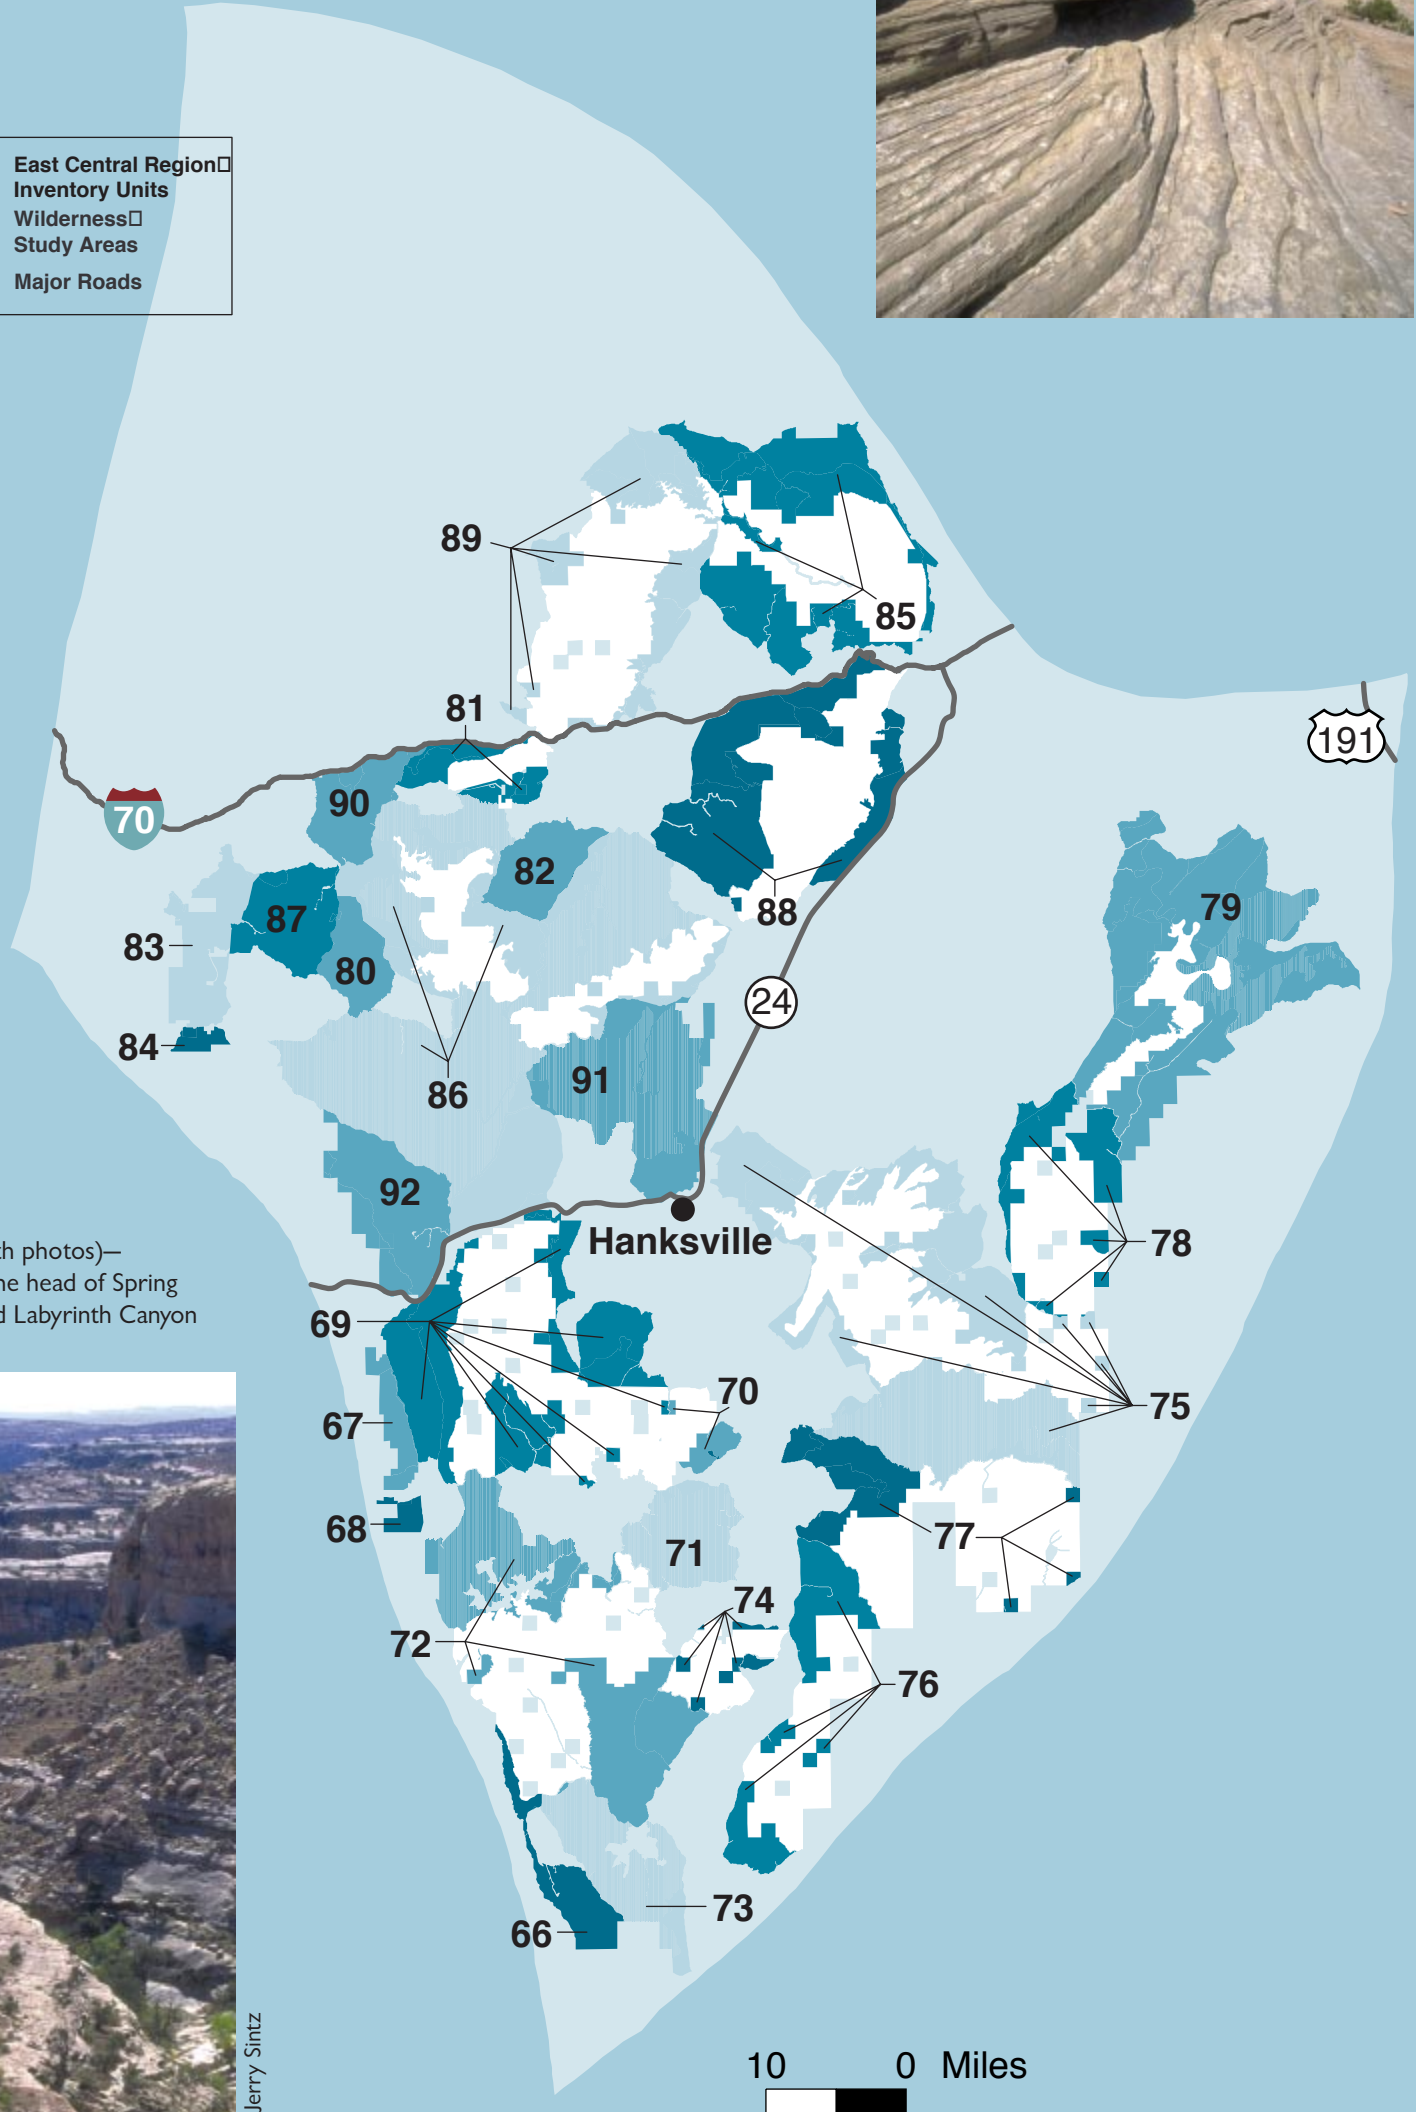 East Central Region□
Inventory Units
Wilderness□
Study Areas
Major Roads
89
85
81
191
90
70
82
87
88
79
83
80
24
84
86
91
92
Hanksville
78
th photos)—
ne head of Spring
d Labyrinth Canyon
69
70
75
67
68
77
71
74
72
76
73
66
Jerry Sintz
10 0 Miles